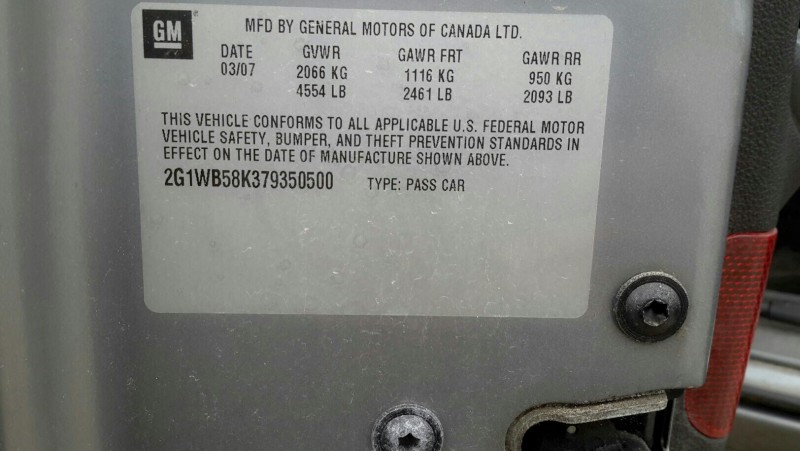 GM
MFD BY GENERAL MOTORS OF CANADA LTD.
DATE GVWR GAWR FRT GAWR RR
03/07 2066 KG 1116 KG 950 KG
4554 LB 2461 LB 2093 LB
THIS VEHICLE CONFORMS TO ALL APPLICABLE U.S. FEDERAL MOTOR
VEHICLE SAFETY, BUMPER, AND THEFT PREVENTION STANDARDS IN
EFFECT ON THE DATE OF MANUFACTURE SHOWN ABOVE.
2G1WB58K379350500 TYPE: PASS CAR